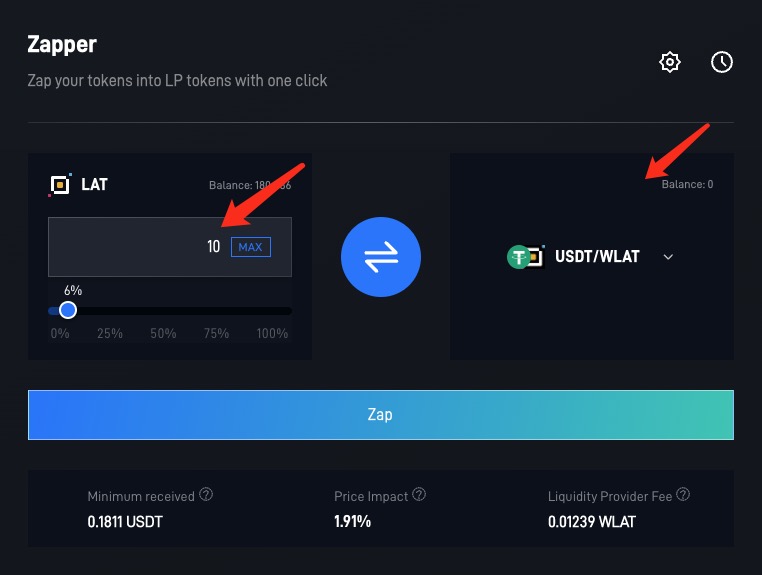 Zapper
Zap your tokens into LP tokens with one click
LAT
Balance: 180
Balance: 0
10 MAX
USDT/WLAT
6%
0% 25% 50% 75% 100%
Zap
Minimum received ?
Price Impact ?
Liquidity Provider Fee ?
0.1811 USDT
1.91%
0.01239 WLAT